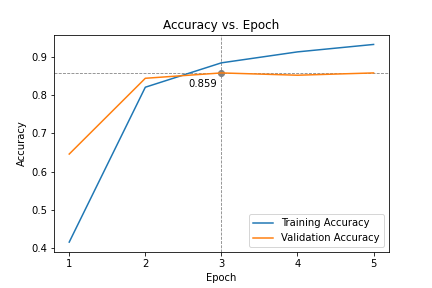 Accuracy vs. Epoch
Accuracy
0.9
0.8
0.7
0.6
0.5
0.4
0.859
Training Accuracy
Validation Accuracy
1 2 3 4 5
Epoch